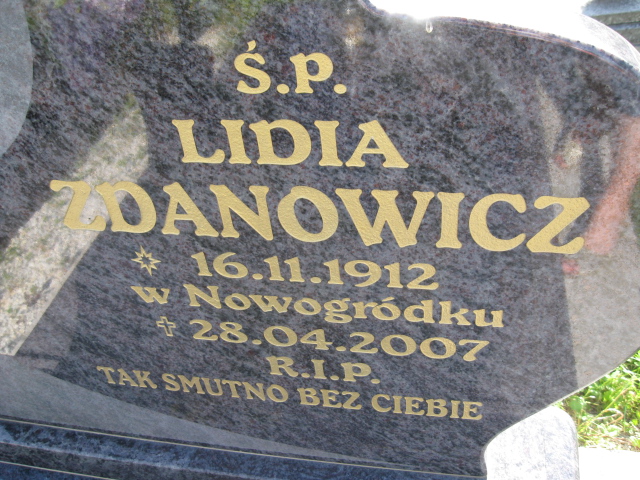 Ś.P.
LIDIA
ZDANOWICZ
16.11.1912
w Nowogródku
28.04.2007
R.I.P.
TAK SMUTNO BEZ CIEBIE